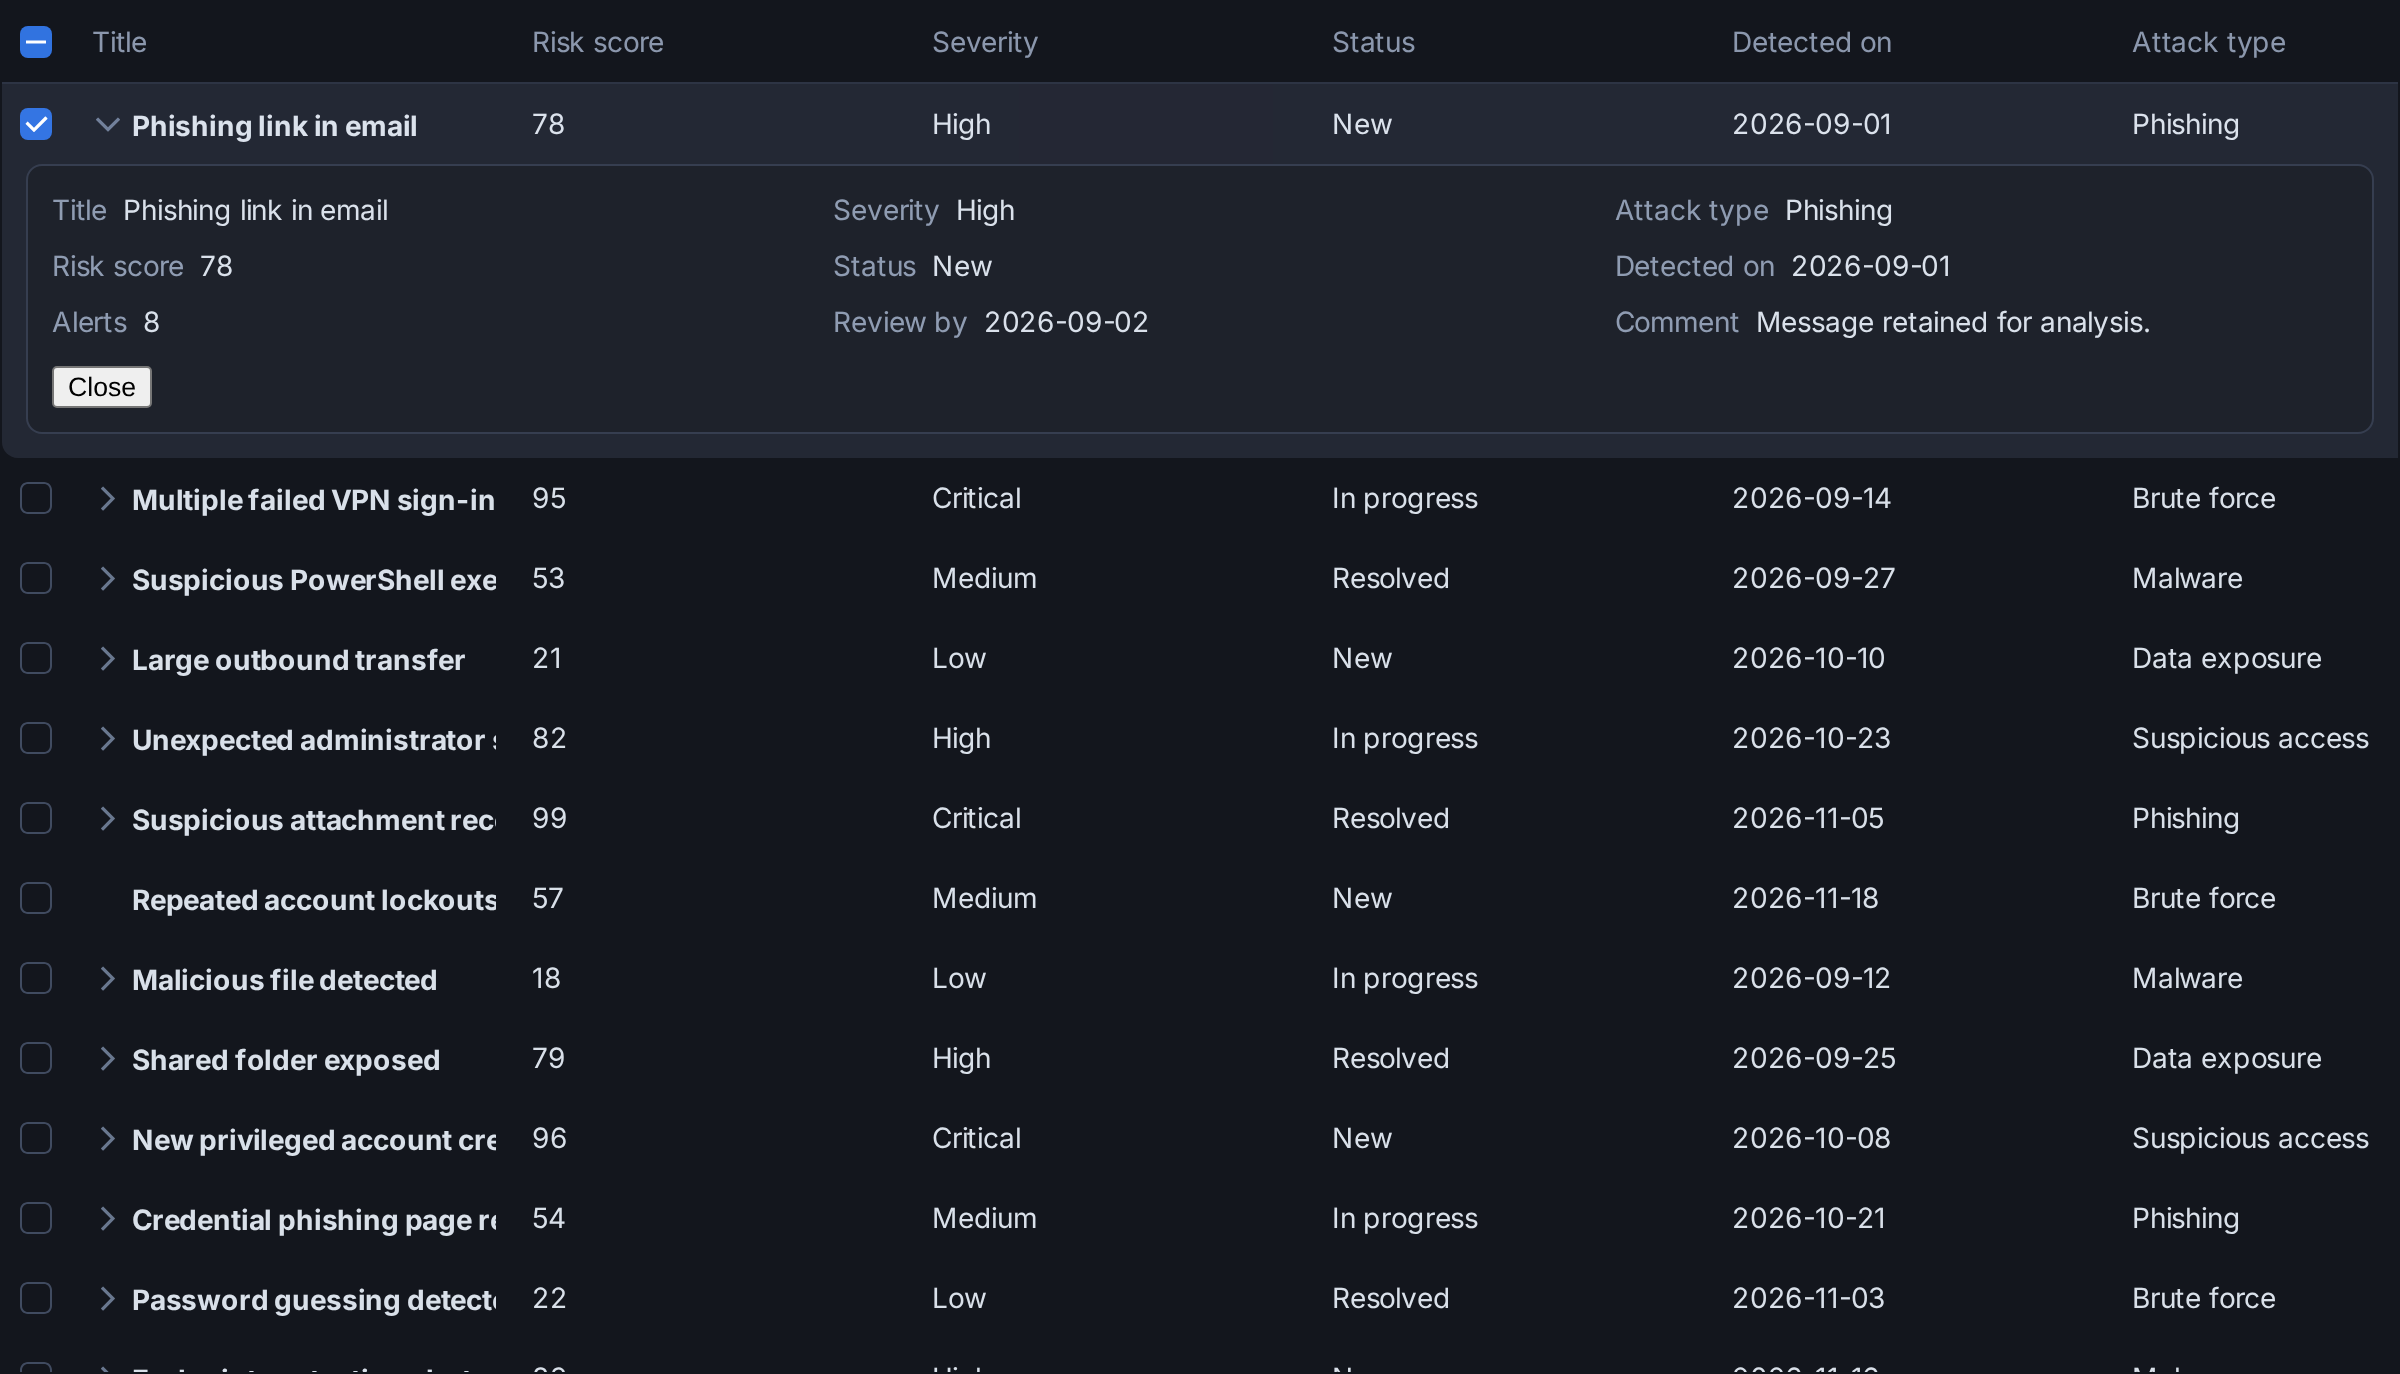 Title Risk score Severity Status Detected on Attack type
Phishing link in email 78 High New 2026-09-01 Phishing
Title Phishing link in email Severity High Attack type Phishing
Risk score 78 Status New Detected on 2026-09-01
Alerts 8 Review by 2026-09-02 Comment Message retained for analysis.
Close
Multiple failed VPN sign-in 95 Critical In progress 2026-09-14 Brute force
Suspicious PowerShell exe 53 Medium Resolved 2026-09-27 Malware
Large outbound transfer 21 Low New 2026-10-10 Data exposure
Unexpected administrator 82 High In progress 2026-10-23 Suspicious access
Suspicious attachment rec 99 Critical Resolved 2026-11-05 Phishing
Repeated account lockouts 57 Medium New 2026-11-18 Brute force
Malicious file detected 18 Low In progress 2026-09-12 Malware
Shared folder exposed 79 High Resolved 2026-09-25 Data exposure
New privileged account cre 96 Critical New 2026-10-08 Suspicious access
Credential phishing page re 54 Medium In progress 2026-10-21 Phishing
Password guessing detect 22 Low Resolved 2026-11-03 Brute force